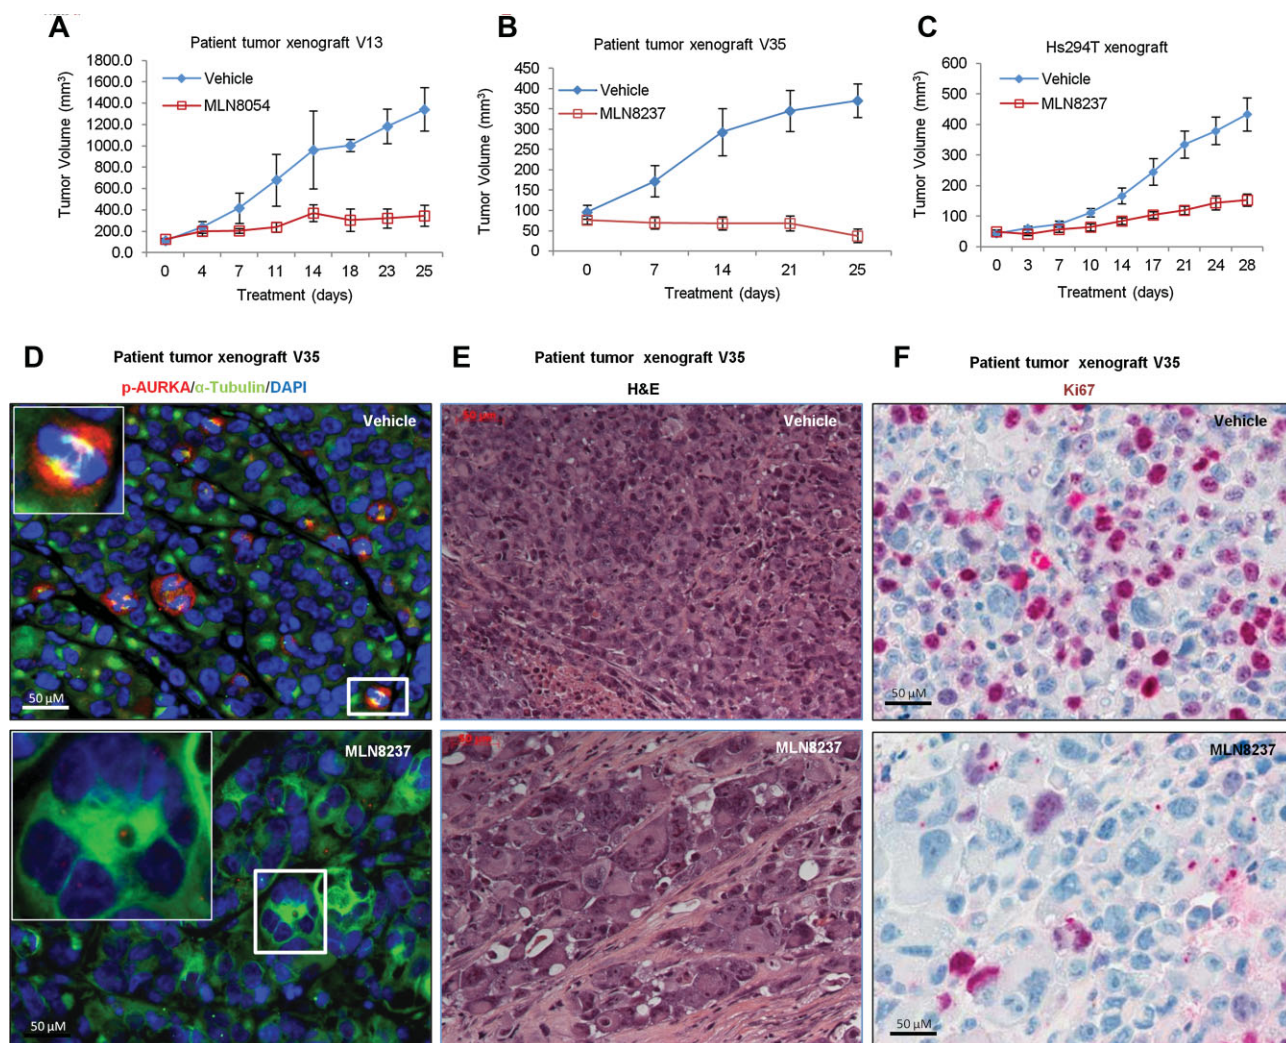 A
Patient tumor xenograft V13
1800.0
1600.0
1400.0
1200.0
1000.0
800.0
600.0
400.0
200.0
0.0
Tumor Volume (mm³)
Vehicle
MLN8054
0 4 7 11 14 18 23 25
Treatment (days)
B
Patient tumor xenograft V35
450
400
350
300
250
200
150
100
50
0
Tumor Volume (mm³)
Vehicle
MLN8237
0 7 14 21 25
Treatment (days)
C
Hs294T xenograft
600
500
400
300
200
100
0
Tumor Volume (mm³)
Vehicle
MLN8237
0 3 7 10 14 17 21 24 28
Treatment (days)
D
Patient tumor xenograft V35
p-AURKA/α-Tubulin/DAPI
Vehicle
50 µM
MLN8237
50 µM
E
Patient tumor xenograft V35
H&E
50 µm
Vehicle
50 µm
MLN8237
F
Patient tumor xenograft V35
Ki67
Vehicle
50 µM
MLN8237
50 µM